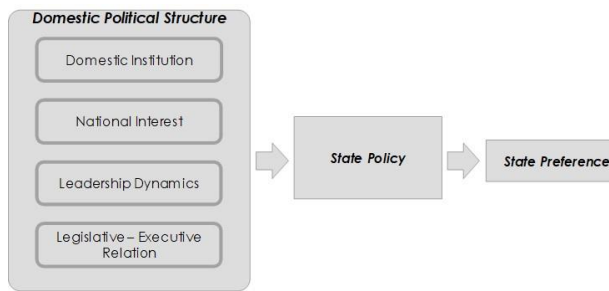 Domestic Political Structure
Domestic Institution
National Interest
Leadership Dynamics
Legislative – Executive
Relation
State Policy
State Preference